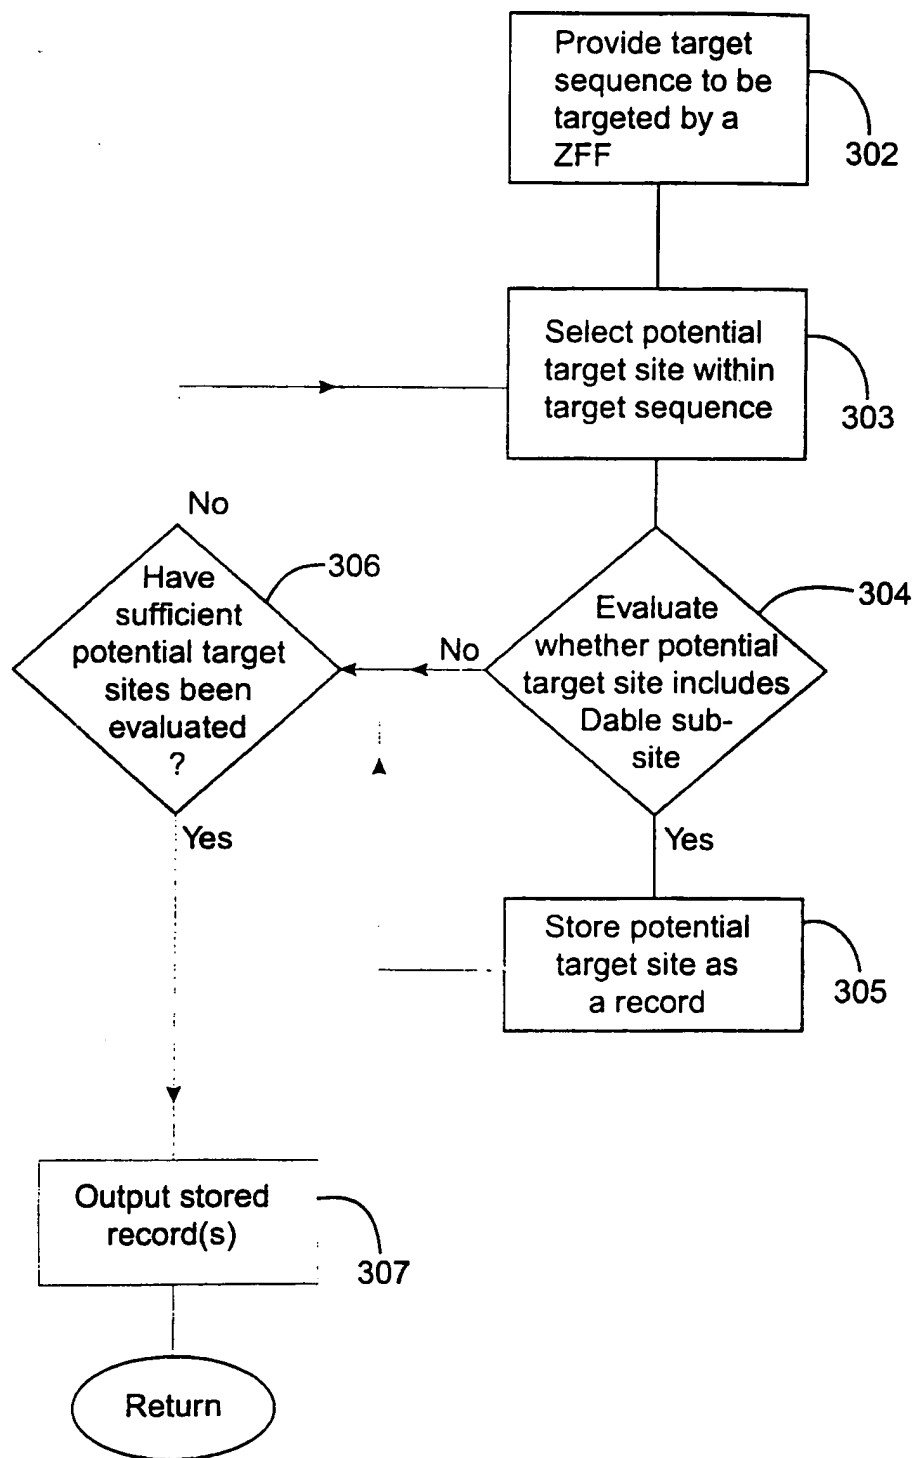 Provide target
sequence to be
targeted by a
ZFF
302
Select potential
target site within
target sequence
303
No
Have
sufficient
potential target
sites been
evaluated
?
306
Yes
No
Evaluate
whether potential
target site includes
Dable sub-
site
304
Yes
Store potential
target site as
a record
305
Output stored
record(s)
307
Return